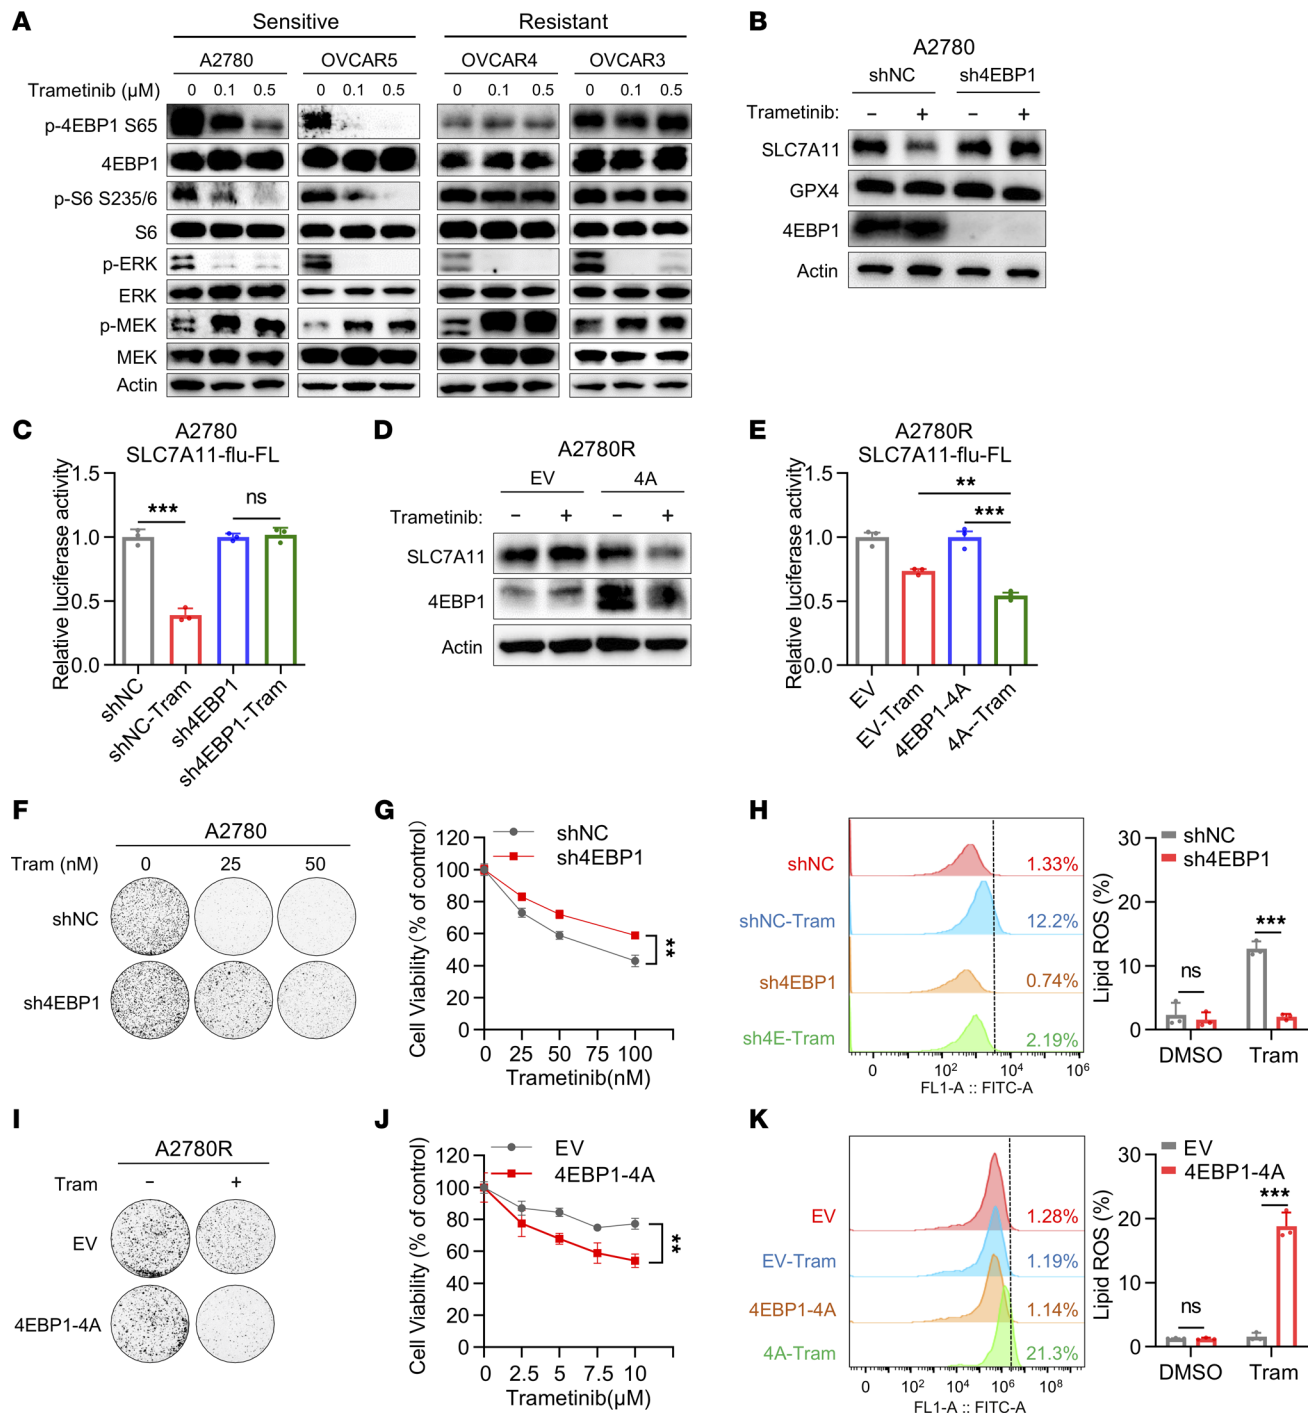 A
Sensitive Resistant
A2780 OVCAR5 OVCAR4 OVCAR3
Trametinib (μM) 0 0.1 0.5 0 0.1 0.5 0 0.1 0.5 0 0.1 0.5
p-4EBP1 S65
4EBP1
p-S6 S235/6
S6
p-ERK
ERK
p-MEK
MEK
Actin
B
A2780
shNC sh4EBP1
Trametinib: – + – +
SLC7A11
GPX4
4EBP1
Actin
C
A2780
SLC7A11-flu-FL
Relative luciferase activity
1.5
1.0
0.5
0.0
*** ns
shNC
shNC-Tram
sh4EBP1
sh4EBP1-Tram
D
A2780R
EV 4A
Trametinib: – + – +
SLC7A11
4EBP1
Actin
E
A2780R
SLC7A11-flu-FL
Relative luciferase activity
1.5
1.0
0.5
0.0
**
***
EV
EV-Tram
4EBP1-4A
4A--Tram
F
A2780
Tram (nM) 0 25 50
shNC
sh4EBP1
G
shNC
sh4EBP1
Cell Viability (% of control)
120
100
80
60
40
20
0
**
0 25 50 75 100
Trametinib(nM)
H
shNC 1.33%
shNC-Tram 12.2%
sh4EBP1 0.74%
sh4E-Tram 2.19%
0 10² 10⁴ 10⁶
FL1-A :: FITC-A
shNC
sh4EBP1
Lipid ROS (%)
30
20
10
0
ns ***
DMSO Tram
I
A2780R
Tram – +
EV
4EBP1-4A
J
EV
4EBP1-4A
Cell Viability (% of control)
120
100
80
60
40
20
0
**
0 2.5 5 7.5 10
Trametinib(μM)
K
EV 1.28%
EV-Tram 1.19%
4EBP1-4A 1.14%
4A-Tram 21.3%
0 10² 10⁴ 10⁶ 10⁸
FL1-A :: FITC-A
EV
4EBP1-4A
Lipid ROS (%)
30
20
10
0
ns ***
DMSO Tram